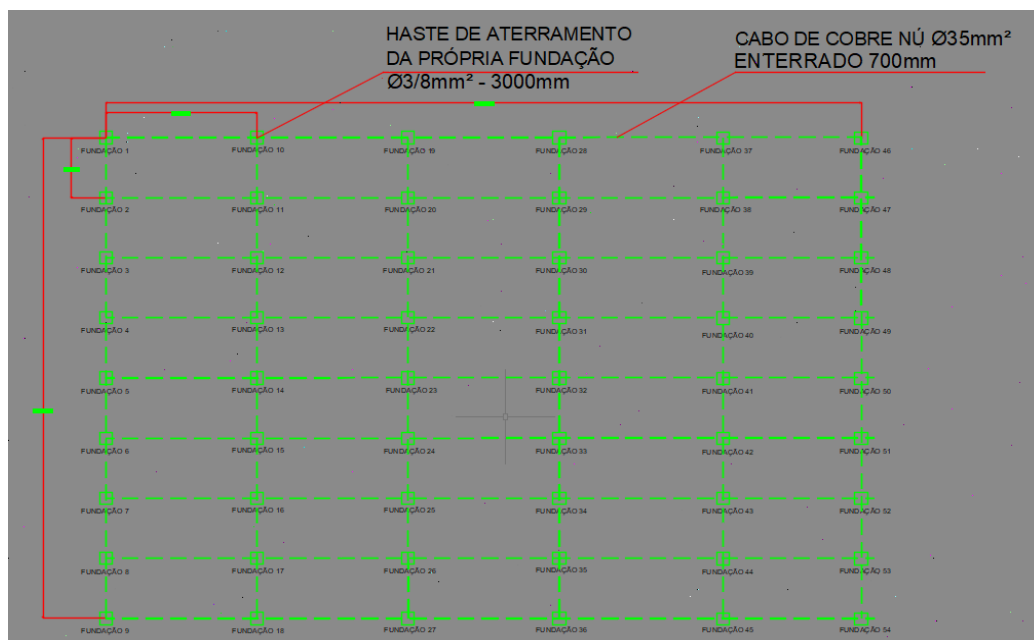 HASTE DE ATERRAMENTO
DA PRÓPRIA FUNDAÇÃO
Ø3/8mm² - 3000mm
CABO DE COBRE NÚ Ø35mm²
ENTERRADO 700mm
FUNDAÇÃO 1
FUNDAÇÃO 10
FUNDAÇÃO 19
FUNDAÇÃO 28
FUNDAÇÃO 37
FUNDAÇÃO 46
FUNDAÇÃO 2
FUNDAÇÃO 11
FUNDAÇÃO 20
FUNDAÇÃO 29
FUNDAÇÃO 38
FUNDAÇÃO 47
FUNDAÇÃO 3
FUNDAÇÃO 12
FUNDAÇÃO 21
FUNDAÇÃO 30
FUNDAÇÃO 39
FUNDAÇÃO 48
FUNDAÇÃO 4
FUNDAÇÃO 13
FUNDAÇÃO 22
FUNDAÇÃO 31
FUNDAÇÃO 40
FUNDAÇÃO 49
FUNDAÇÃO 5
FUNDAÇÃO 14
FUNDAÇÃO 23
FUNDAÇÃO 32
FUNDAÇÃO 41
FUNDAÇÃO 50
FUNDAÇÃO 6
FUNDAÇÃO 15
FUNDAÇÃO 24
FUNDAÇÃO 33
FUNDAÇÃO 42
FUNDAÇÃO 51
FUNDAÇÃO 7
FUNDAÇÃO 16
FUNDAÇÃO 25
FUNDAÇÃO 34
FUNDAÇÃO 43
FUNDAÇÃO 52
FUNDAÇÃO 8
FUNDAÇÃO 17
FUNDAÇÃO 26
FUNDAÇÃO 35
FUNDAÇÃO 44
FUNDAÇÃO 53
FUNDAÇÃO 9
FUNDAÇÃO 18
FUNDAÇÃO 27
FUNDAÇÃO 36
FUNDAÇÃO 45
FUNDAÇÃO 54